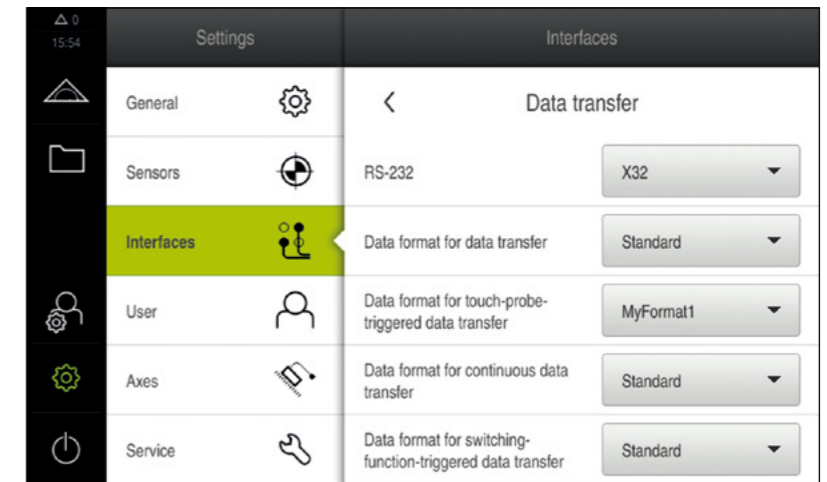 0
15:54
Settings
Interfaces
General
Sensors
Interfaces
User
Axes
Service
Data transfer
RS-232
X32
Data format for data transfer
Standard
Data format for touch-probe-
triggered data transfer
MyFormat1
Data format for continuous data
transfer
Standard
Data format for switching-
function-triggered data transfer
Standard